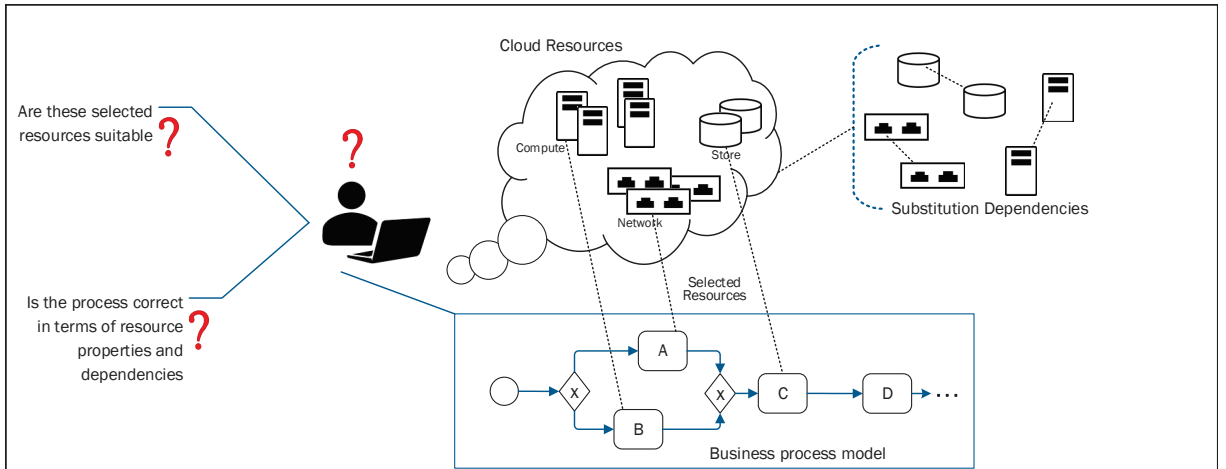 Cloud Resources
Are these selected
resources suitable
?
?
Compute
Store
Network
Substitution Dependencies
Selected
Resources
Is the process correct
in terms of resource
properties and
dependencies
?
A
X
X
C
D
...
B
Business process model